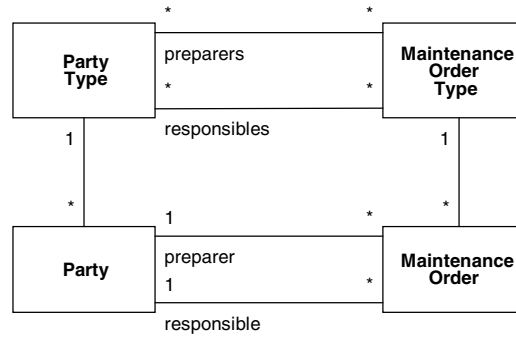 * *
Party
Type
preparers
Maintenance
Order
Type
* *
responsibles
1 1
* *
1 *
Party
preparer
Maintenance
Order
1 *
responsible